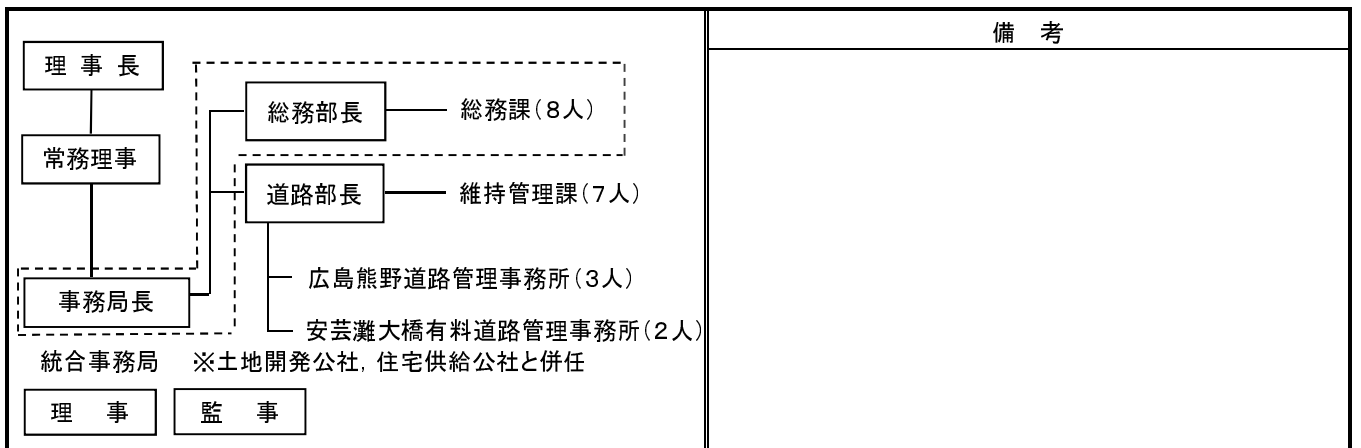 備 考
理 事 長
総務部長 総務課(8人)
常務理事
道路部長 維持管理課(7人)
広島熊野道路管理事務所(3人)
事務局長
安芸灘大橋有料道路管理事務所(2人)
統合事務局 ※土地開発公社, 住宅供給公社と併任
理 事 監 事